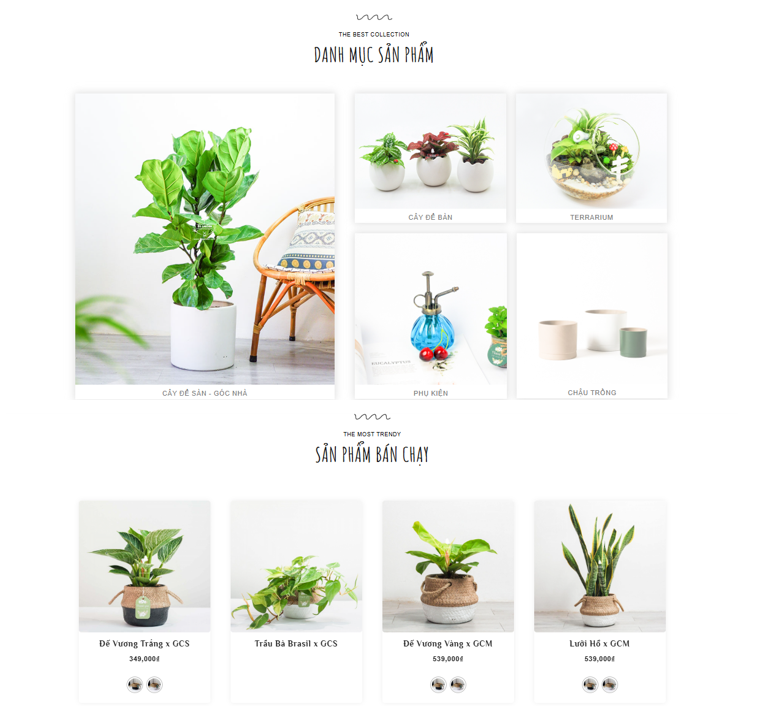 THE BEST COLLECTION
DANH MỤC SẢN PHẨM
CÂY ĐỂ BÀN
TERRARIUM
CÂY ĐỂ SÀN - GÓC NHÀ
PHỤ KIỆN
CHẬU TRỒNG
THE MOST TRENDY
SẢN PHẨM BÁN CHẠY
Đế Vương Trắng x GCS
Trầu Bà Brasil x GCS
Đế Vương Vàng x GCM
Lưỡi Hổ x GCM
349,000₫
539,000₫
539,000₫